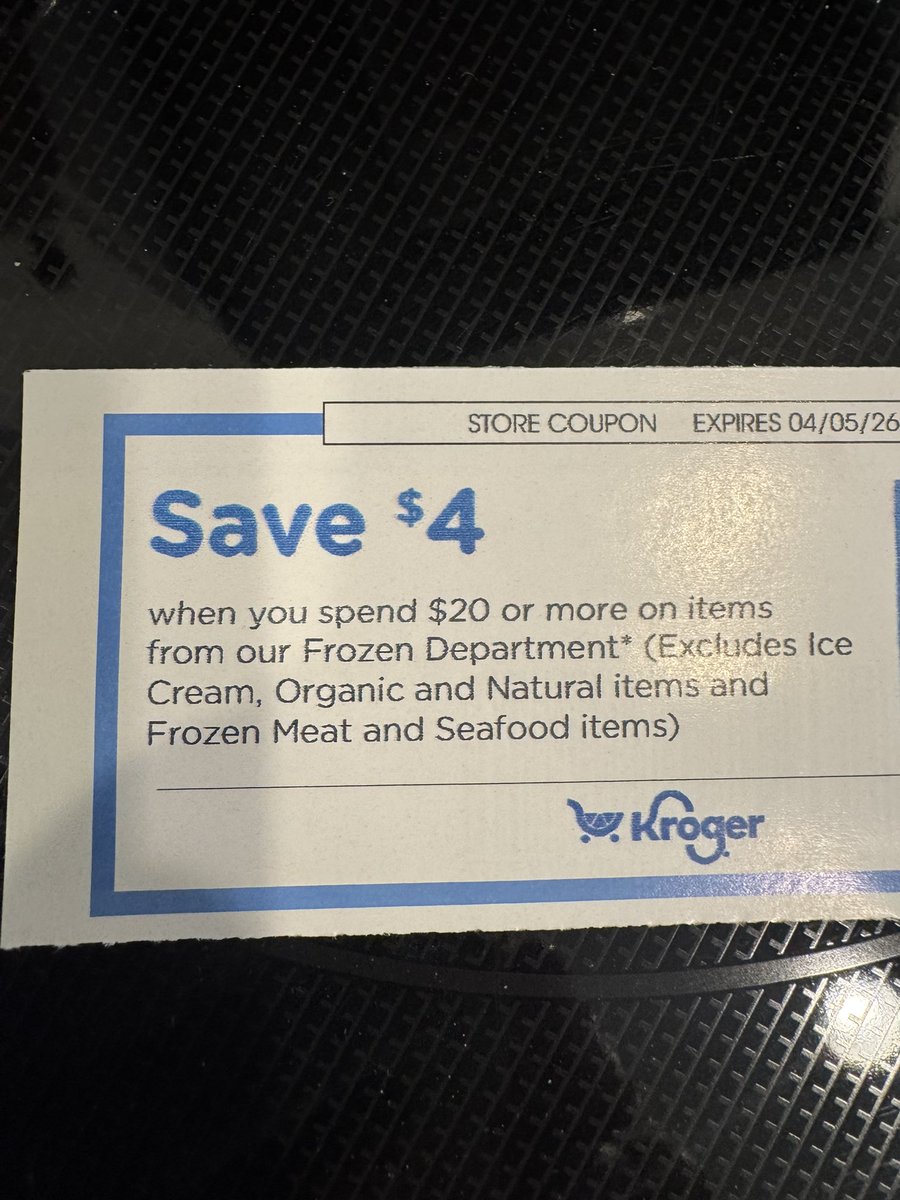 STORE COUPON EXPIRES 04/05/26
Save $4
when you spend $20 or more on items
from our Frozen Department* (Excludes Ice
Cream, Organic and Natural items and
Frozen Meat and Seafood items)
Kroger